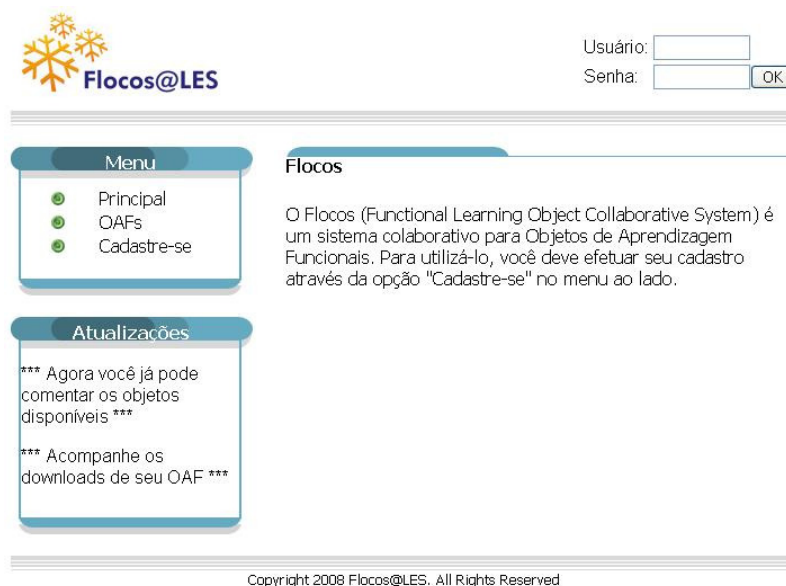 Flocos@LES
Usuário:
Senha:
OK
Menu
Principal
OAFs
Cadastre-se
Atualizações
*** Agora você já pode
comentar os objetos
disponíveis ***
*** Acompanhe os
downloads de seu OAF ***
Flocos
O Flocos (Functional Learning Object Collaborative System) é
um sistema colaborativo para Objetos de Aprendizagem
Funcionais. Para utilizá-lo, você deve efetuar seu cadastro
através da opção "Cadastre-se" no menu ao lado.
Copyright 2008 Flocos@LES. All Rights Reserved